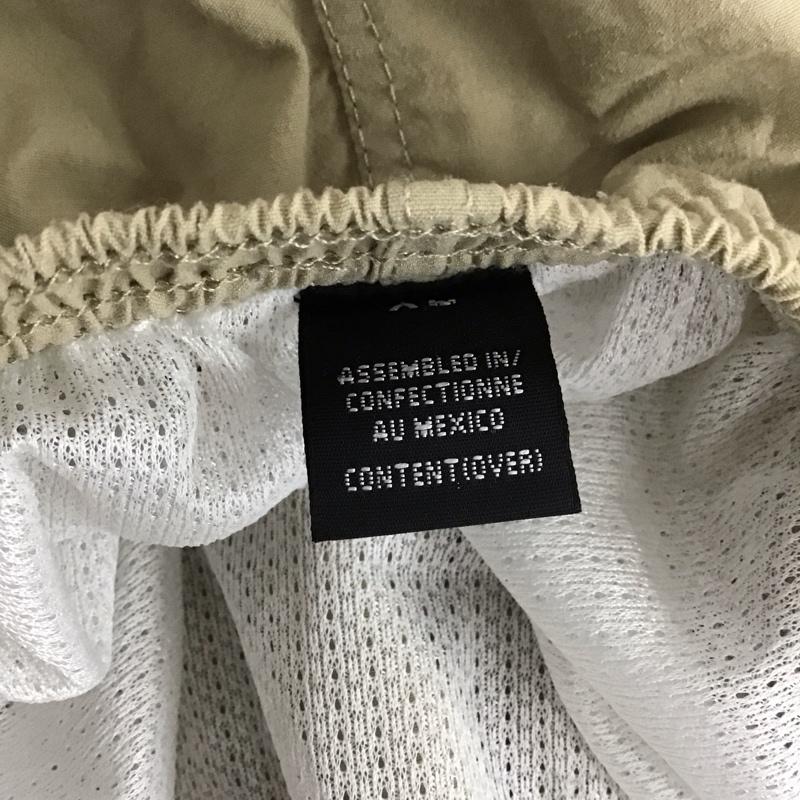 ASSEMBLED IN/
CONFECTIONNE
AU MEXICO
CONTENT(OVER)